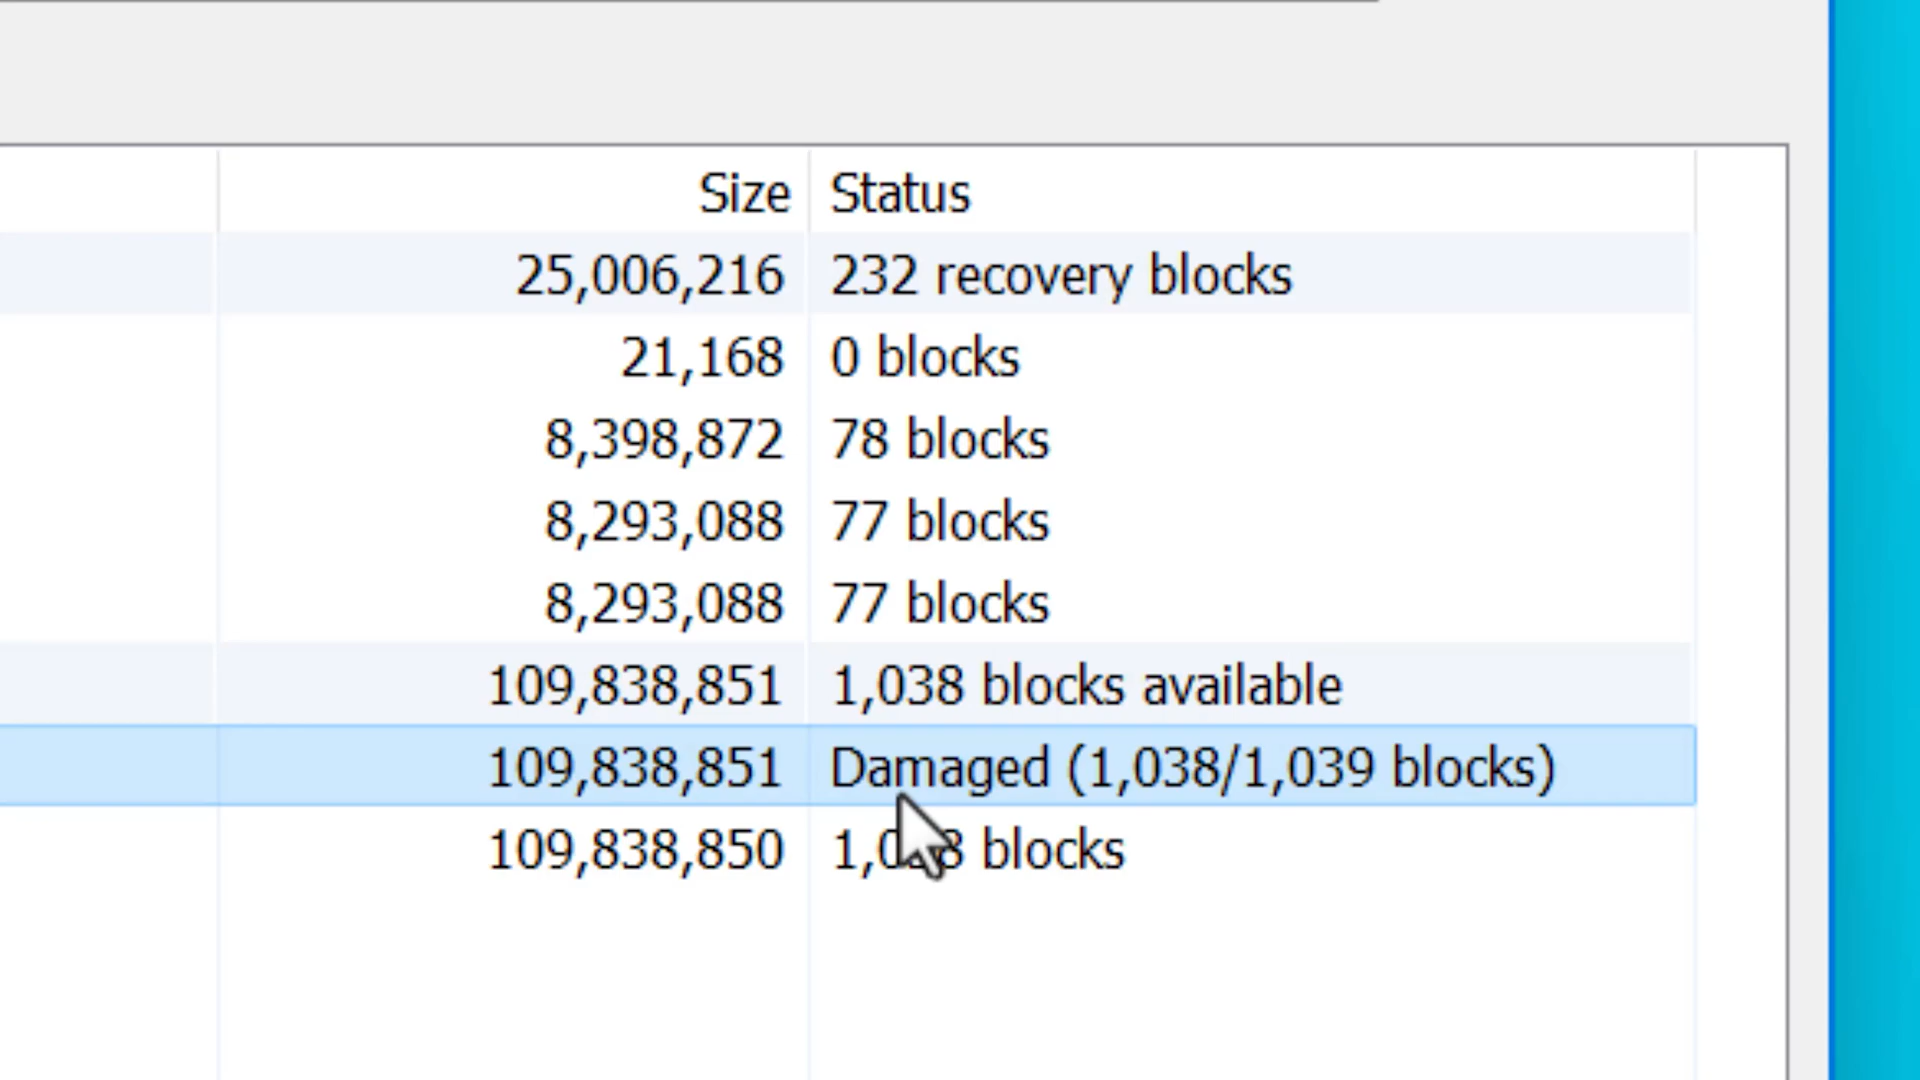 Size Status
25,006,216 232 recovery blocks
21,168 0 blocks
8,398,872 78 blocks
8,293,088 77 blocks
8,293,088 77 blocks
109,838,851 1,038 blocks available
109,838,851 Damaged (1,038/1,039 blocks)
109,838,850 blocks